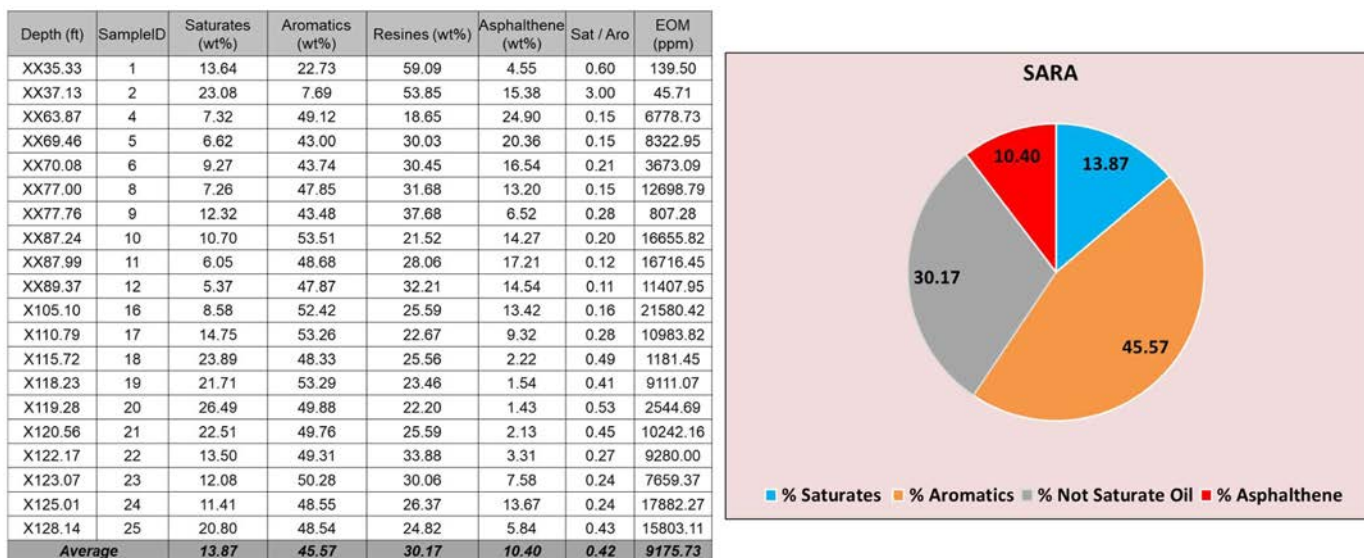 Depth (ft) SampleID Saturates (wt%) Aromatics (wt%) Resines (wt%) Asphalthene (wt%) Sat / Aro EOM (ppm)
XX35.33 1 13.64 22.73 59.09 4.55 0.60 139.50
XX37.13 2 23.08 7.69 53.85 15.38 3.00 45.71
XX63.87 4 7.32 49.12 18.65 24.90 0.15 6778.73
XX69.46 5 6.62 43.00 30.03 20.36 0.15 8322.95
XX70.08 6 9.27 43.74 30.45 16.54 0.21 3673.09
XX77.00 8 7.26 47.85 31.68 13.20 0.15 12698.79
XX77.76 9 12.32 43.48 37.68 6.52 0.28 807.28
XX87.24 10 10.70 53.51 21.52 14.27 0.20 16655.82
XX87.99 11 6.05 48.68 28.06 17.21 0.12 16716.45
XX89.37 12 5.37 47.87 32.21 14.54 0.11 11407.95
X105.10 16 8.58 52.42 25.59 13.42 0.16 21580.42
X110.79 17 14.75 53.26 22.67 9.32 0.28 10983.82
X115.72 18 23.89 48.33 25.56 2.22 0.49 1181.45
X118.23 19 21.71 53.29 23.46 1.54 0.41 9111.07
X119.28 20 26.49 49.88 22.20 1.43 0.53 2544.69
X120.56 21 22.51 49.76 25.59 2.13 0.45 10242.16
X122.17 22 13.50 49.31 33.88 3.31 0.27 9280.00
X123.07 23 12.08 50.28 30.06 7.58 0.24 7659.37
X125.01 24 11.41 48.55 26.37 13.67 0.24 17882.27
X128.14 25 20.80 48.54 24.82 5.84 0.43 15803.11
Average 13.87 45.57 30.17 10.40 0.42 9175.73
SARA
10.40 13.87
30.17
45.57
% Saturates % Aromatics % Not Saturate Oil % Asphalthene